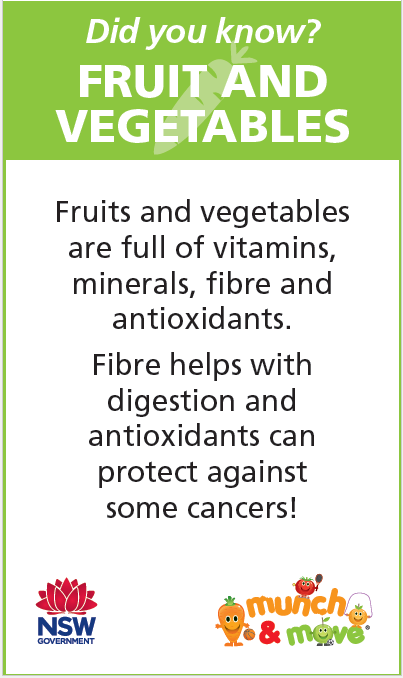 Did you know?
FRUIT AND
VEGETABLES
Fruits and vegetables
are full of vitamins,
minerals, fibre and
antioxidants.
Fibre helps with
digestion and
antioxidants can
protect against
some cancers!
NSW
GOVERNMENT
munch
& move®